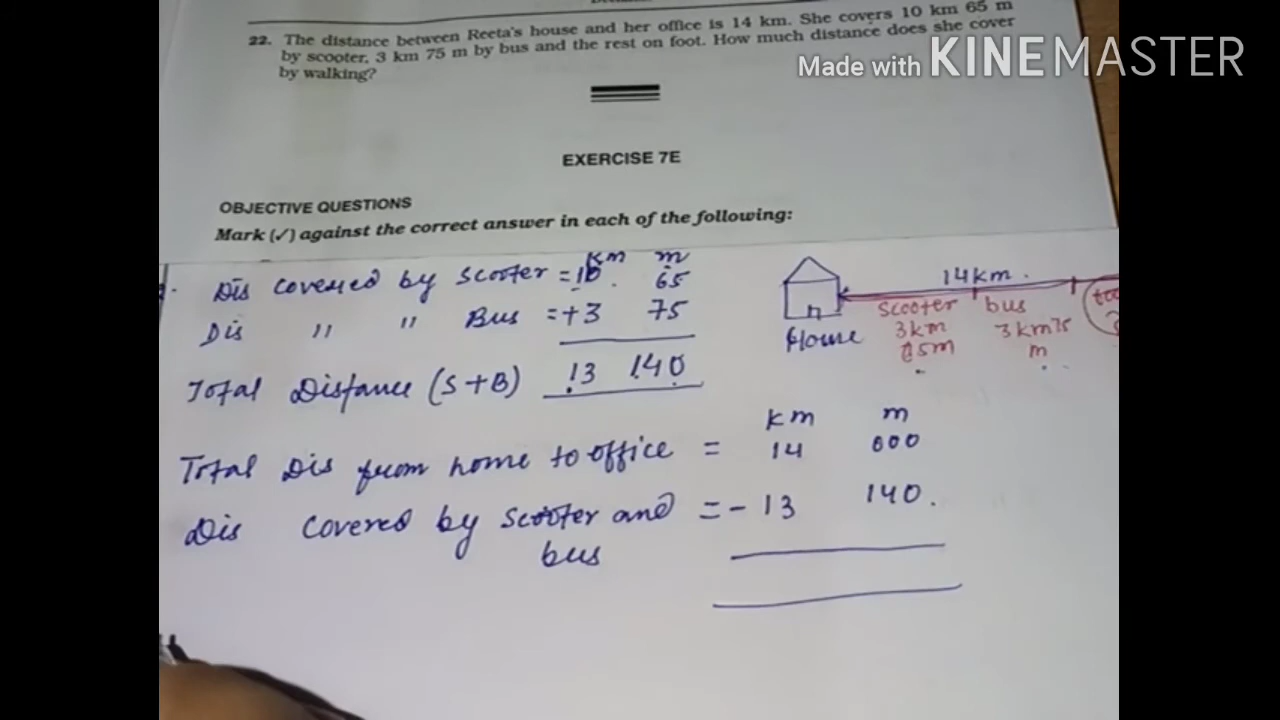 22. The distance between Reeta's house and her office is 14 km. She covers 10 km 65 m
by scooter, 3 km 75 m by bus and the rest on foot. How much distance does she cover
by walking?
Made with KINEMASTER
EXERCISE 7E
OBJECTIVE QUESTIONS
Mark (✓) against the correct answer in each of the following:
km m
Dis covered by Scooter = 10 65
Dis " " Bus = +3 75
Total Distance (S+B) 13 140
14km.
scooter bus
3km 3km75
m
Home
km m
Total Dis from home to office = 14 000
Dis covered by Scooter and = - 13 140.
bus